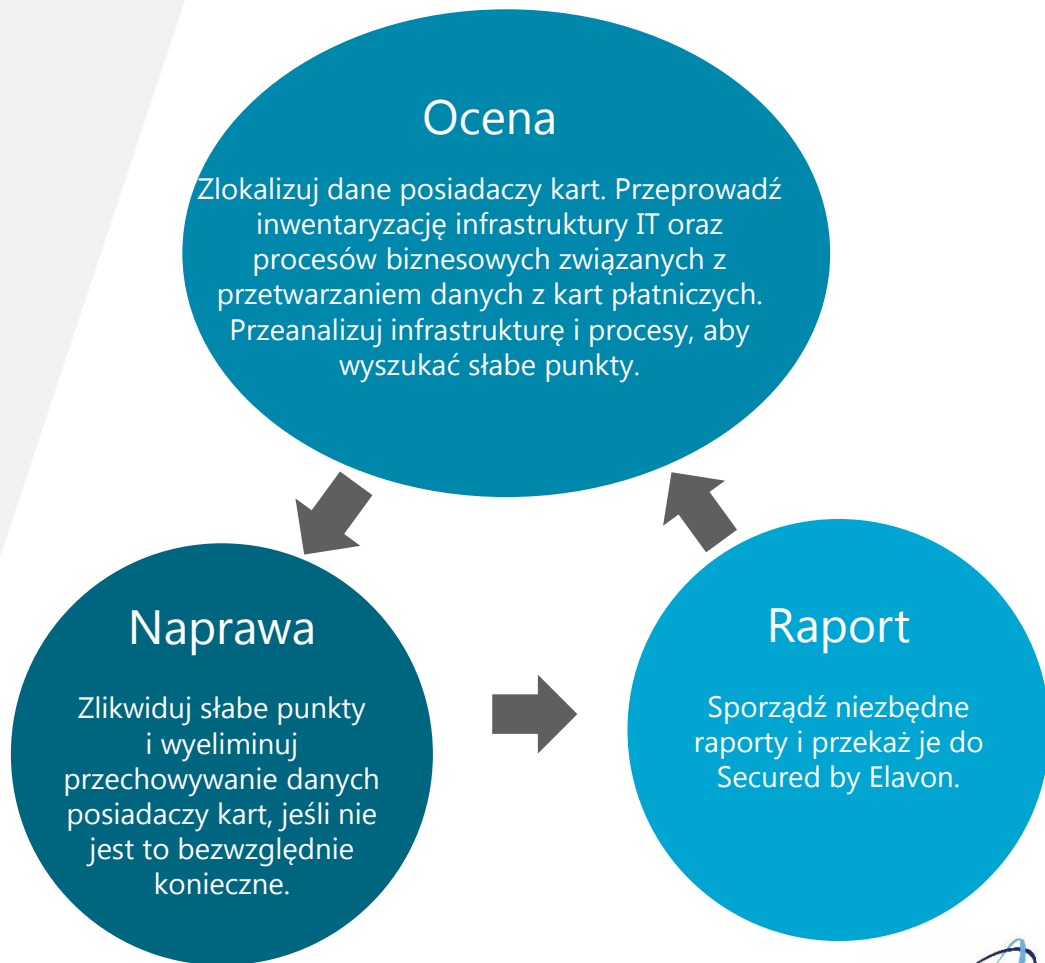 Ocena
Zlokalizuj dane posiadaczy kart. Przeprowadź
inwentaryzację infrastruktury IT oraz
procesów biznesowych związanych z
przetwarzaniem danych z kart płatniczych.
Przeanalizuj infrastrukturę i procesy, aby
wyszukać słabe punkty.
Naprawa
Zlikwiduj słabe punkty
i wyeliminuj
przechowywanie danych
posiadaczy kart, jeśli nie
jest to bezwzględnie
konieczne.
Raport
Sporządź niezbędne
raporty i przekaż je do
Secured by Elavon.